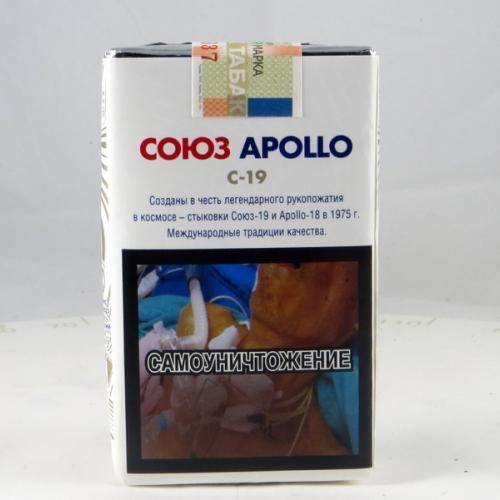 МАРКА
ТАБАК
37
СОЮЗ APOLLO
С-19
Созданы в честь легендарного рукопожатия
в космосе – стыковки Союз-19 и Apollo-18 в 1975 г.
Международные традиции качества.
САМОУНИЧТОЖЕНИЕ